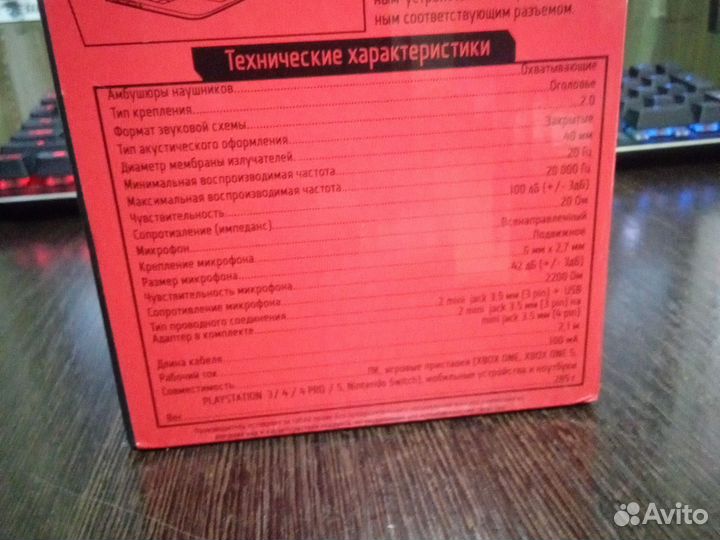 ным устройств
ным соответствующим разъемом.
Технические характеристики
Амбушюры наушников Охватывающие
Тип крепления Оголовье
Формат звуковой схемы 2.0
Тип акустического оформления Закрытые
Диаметр мембраны излучателей 40 мм
Минимальная воспроизводимая частота 20 Гц
Максимальная воспроизводимая частота 20 000 Гц
Чувствительность 100 дБ (+/- 3дБ)
Сопротивление (импеданс) 20 Ом
Микрофон Всенаправленный
Крепление микрофона Подвижное
Размер микрофона 6 мм x 2,7 мм
Чувствительность микрофона 42 дБ (+/- 3дБ)
Сопротивление микрофона 2200 Ом
Тип проводного соединения 2 mini jack 3.5 мм (3 pin) + USB
Адаптер в комплекте 2 mini jack 3.5 мм (3 pin) на
mini jack 3.5 мм (4 pin)
Длина кабеля 2,1 м
Рабочий ток 100 мА
Совместимость ПК, игровые приставки (XBOX ONE, XBOX ONE S,
PLAYSTATION 3/ 4 / 4 PRO / 5, Nintendo Switch), мобильные устройства и ноутбуки
Вес 285 г
Avito